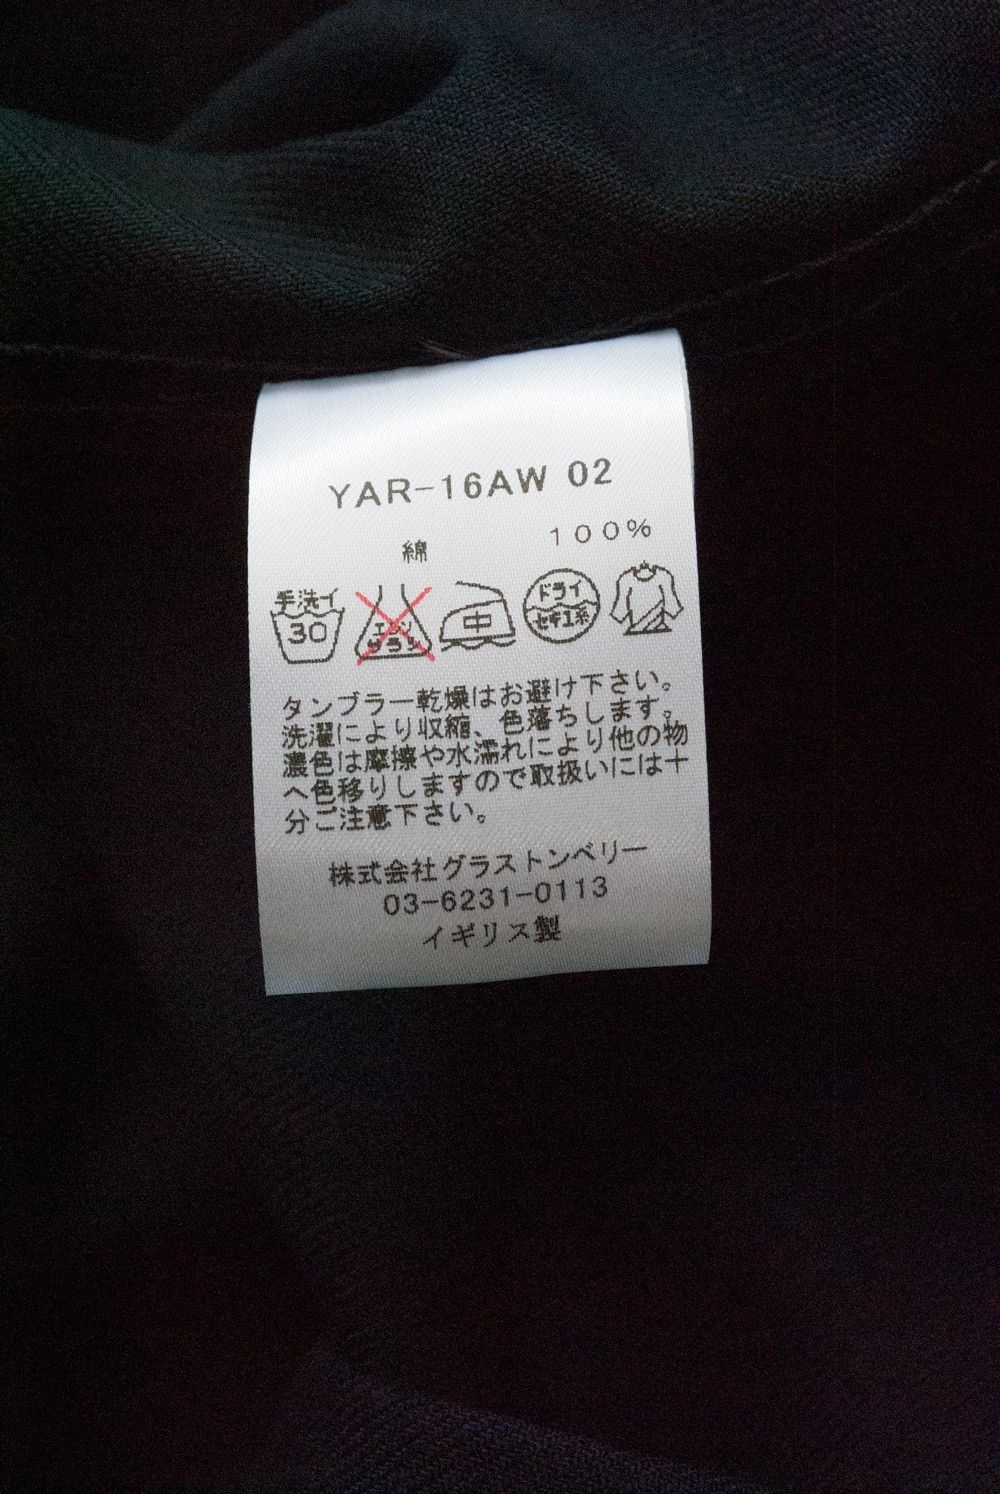 YAR-16AW 02
綿 100%
手洗イ 30 エンソ サラシ 中 ドライ セキユ系
タンブラー乾燥はお避け下さい。
洗濯により収縮、色落ちします。
濃色は摩擦や水濡れにより他の物
へ色移りしますので取扱いには十
分ご注意下さい。
株式会社グラストンベリー
03-6231-0113
イギリス製